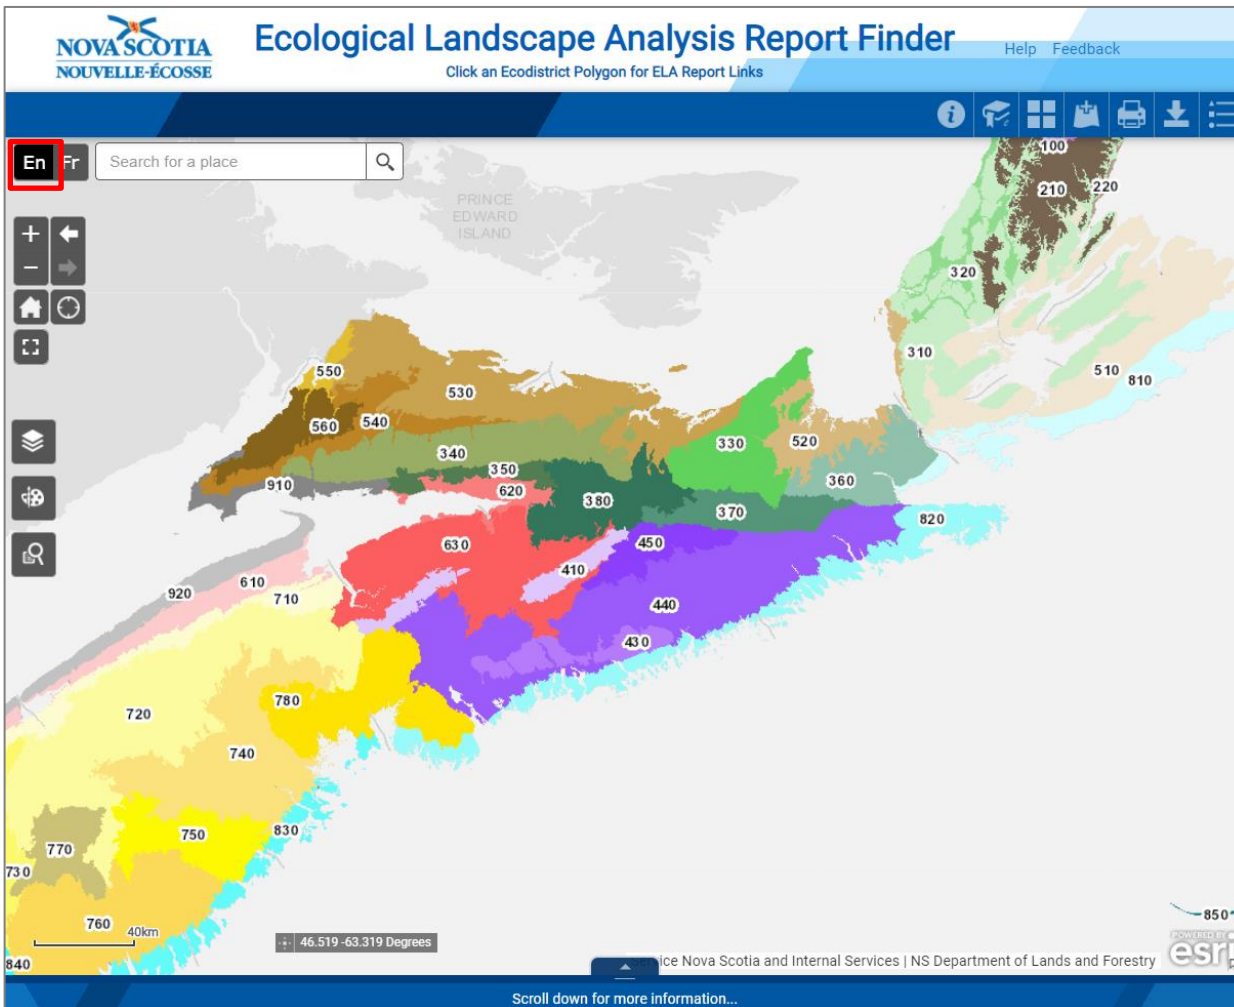 NOVA SCOTIA
NOUVELLE-ÉCOSSE
Ecological Landscape Analysis Report Finder
Click an Ecodistrict Polygon for ELA Report Links
Help Feedback
En Fr Search for a place
PRINCE
EDWARD
ISLAND
100
210
220
320
310
510
810
550
530
560
540
340
350
910
620
380
330
520
360
370
820
630
450
410
440
430
920
610
710
720
780
740
750
830
770
730
760
40km
840
850
46.519 -63.319 Degrees
ice Nova Scotia and Internal Services | NS Department of Lands and Forestry
POWERED BY
esri
Scroll down for more information...